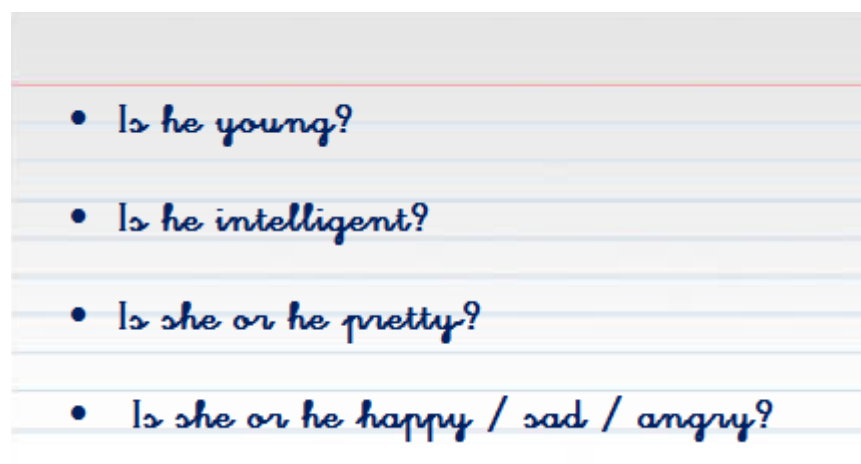 • Is he young?
• Is he intelligent?
• Is she or he pretty?
• Is she or he happy / sad / angry?